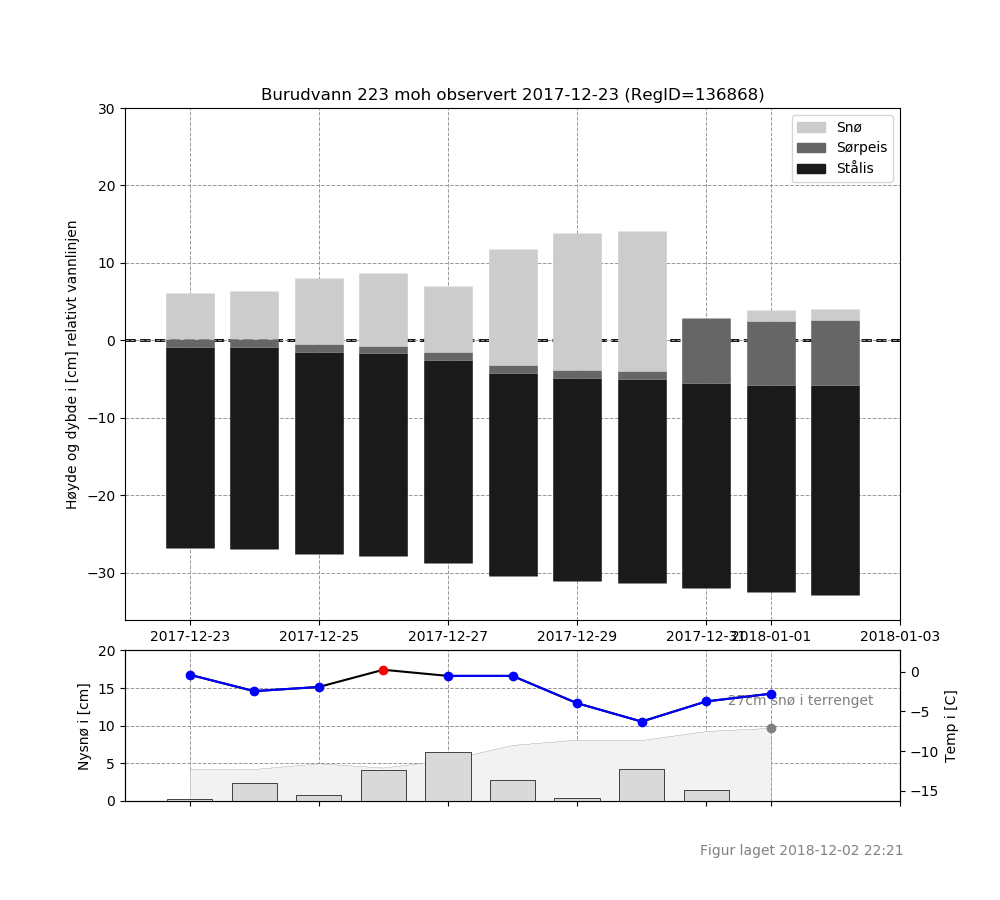 Burudvann 223 moh observert 2017-12-23 (RegID=136868)
Høyde og dybde i [cm] relativt vannlinjen
30
20
10
0
−10
−20
−30
Snø
Sørpeis
Stålis
2017-12-23 2017-12-25 2017-12-27 2017-12-29 2017-12-31 2018-01-01 2018-01-03
Nysnø i [cm]
20
15
10
5
0
27cm snø i terrenget
0
−5
−10
−15
Temp i [C]
Figur laget 2018-12-02 22:21